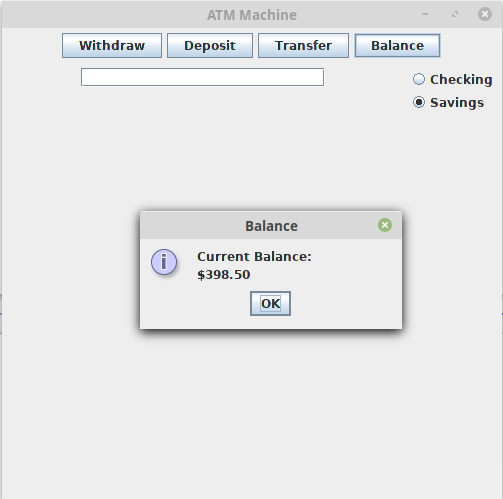 ATM Machine
Withdraw Deposit Transfer Balance
Checking
Savings
Balance
Current Balance:
$398.50
OK